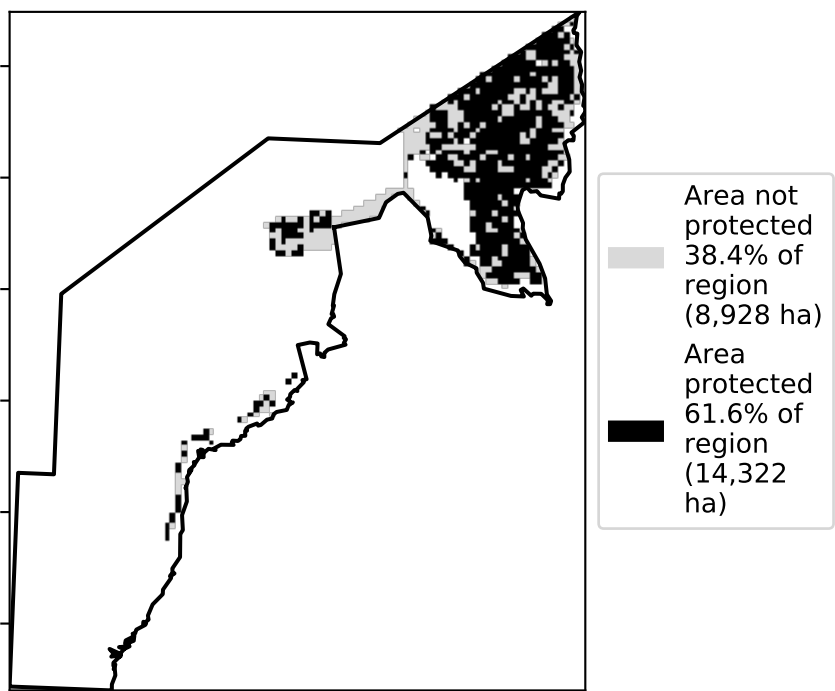 Area not
protected
38.4% of
region
(8,928 ha)
Area
protected
61.6% of
region
(14,322
ha)